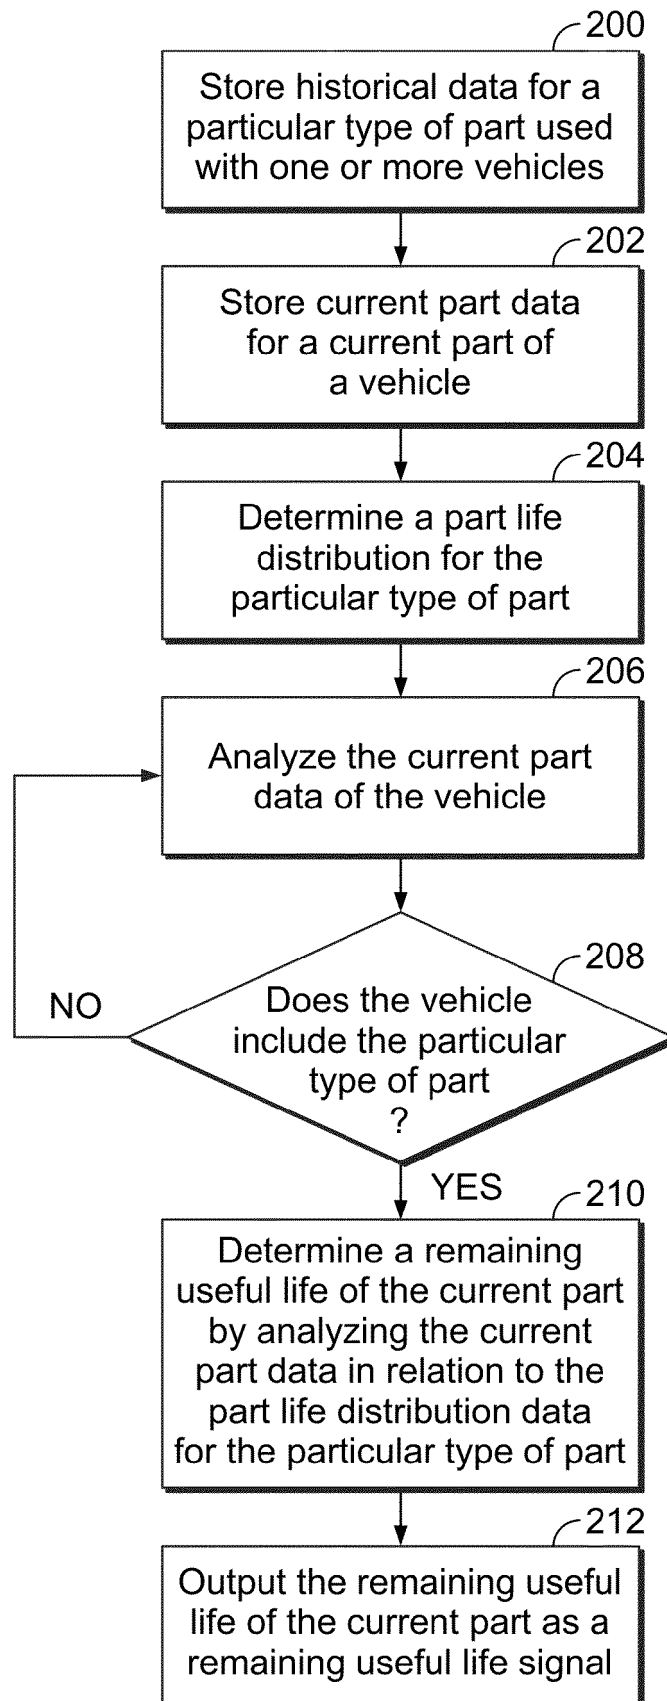 200
Store historical data for a
particular type of part used
with one or more vehicles
202
Store current part data
for a current part of
a vehicle
204
Determine a part life
distribution for the
particular type of part
206
Analyze the current part
data of the vehicle
208
Does the vehicle
include the particular
type of part
?
NO
YES
210
Determine a remaining
useful life of the current part
by analyzing the current
part data in relation to the
part life distribution data
for the particular type of part
212
Output the remaining useful
life of the current part as a
remaining useful life signal